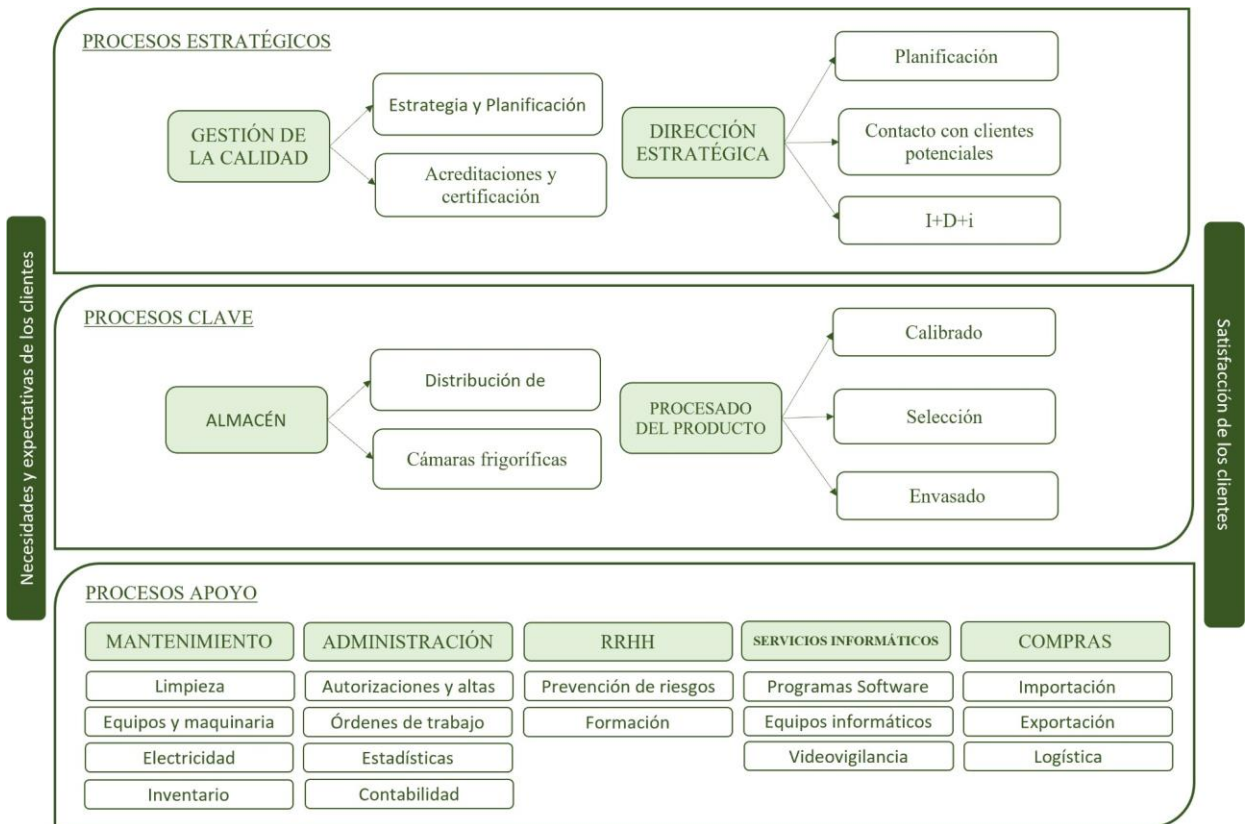 Necesidades y expectativas de los clientes
PROCESOS ESTRATÉGICOS
GESTIÓN DE
LA CALIDAD
Estrategia y Planificación
Acreditaciones y
certificación
DIRECCIÓN
ESTRATÉGICA
Planificación
Contacto con clientes
potenciales
I+D+i
PROCESOS CLAVE
ALMACÉN
Distribución de
Cámaras frigoríficas
PROCESADO
DEL PRODUCTO
Calibrado
Selección
Envasado
PROCESOS APOYO
MANTENIMIENTO
Limpieza
Equipos y maquinaria
Electricidad
Inventario
ADMINISTRACIÓN
Autorizaciones y altas
Órdenes de trabajo
Estadísticas
Contabilidad
RRHH
Prevención de riesgos
Formación
SERVICIOS INFORMÁTICOS
Programas Software
Equipos informáticos
Videovigilancia
COMPRAS
Importación
Exportación
Logística
Satisfacción de los clientes